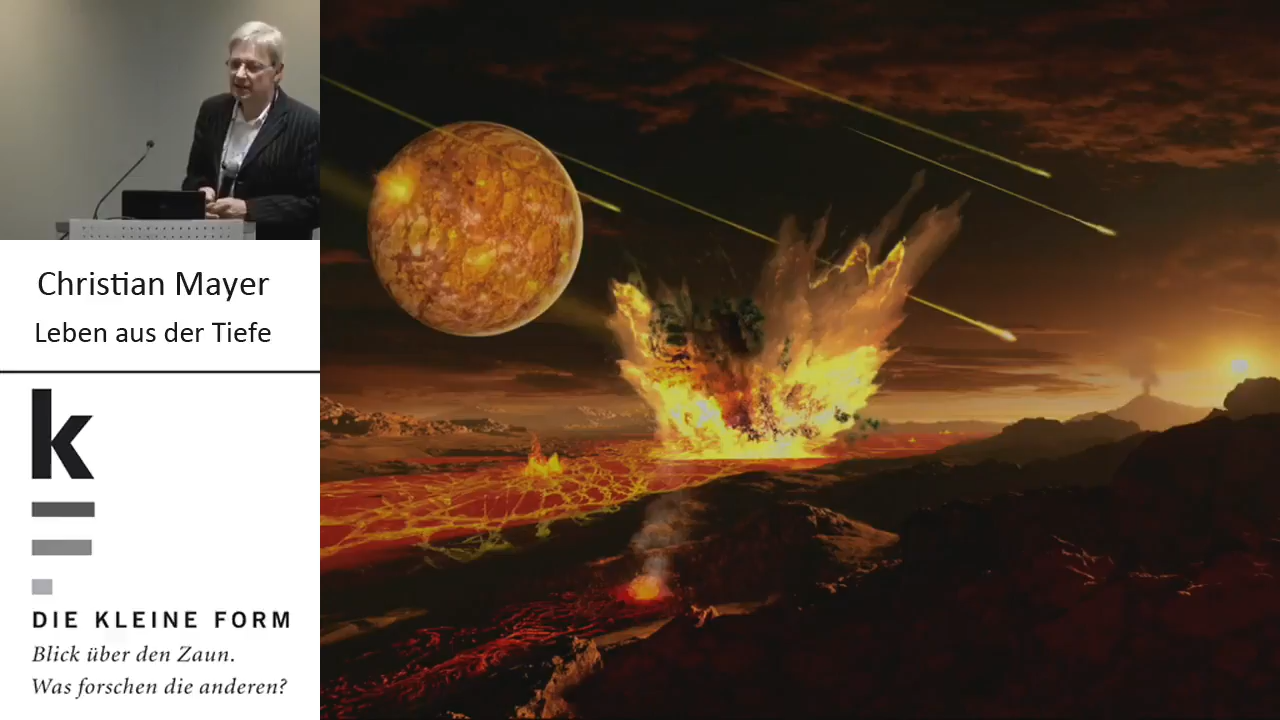 Christian Mayer
Leben aus der Tiefe
k
DIE KLEINE FORM
Blick über den Zaun.
Was forschen die anderen?